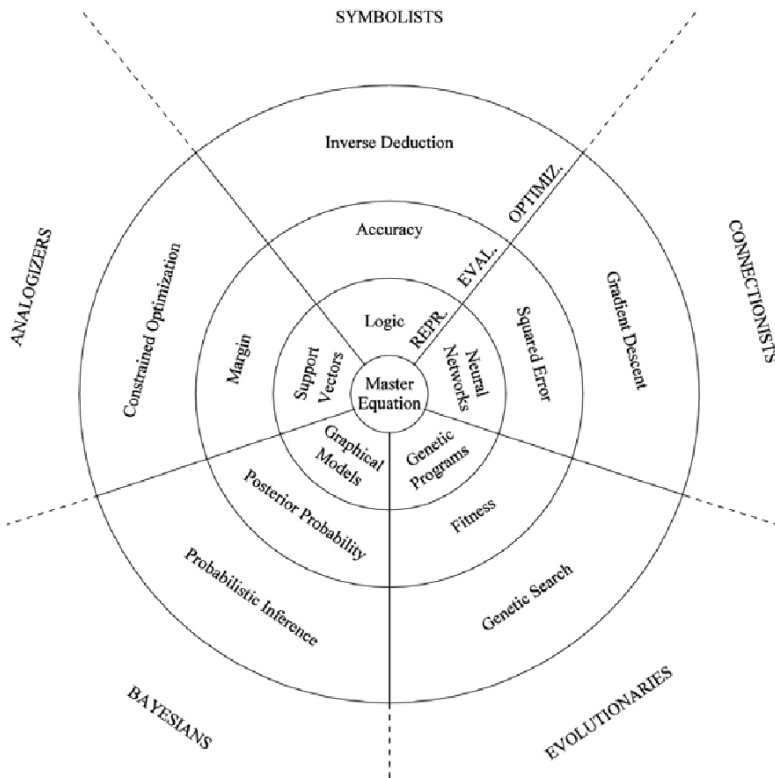 SYMBOLISTS
Inverse Deduction
OPTIMIZ.
Accuracy
EVAL.
Logic
REPR.
ANALOGIZERS
Constrained Optimization
Margin
Support
Vectors
Master
Equation
Neural
Networks
Squared Error
Gradient Descent
CONNECTIONISTS
Graphical
Models
Genetic
Programs
Posterior Probability
Fitness
Probabilistic Inference
Genetic Search
BAYESIANS
EVOLUTIONARIES